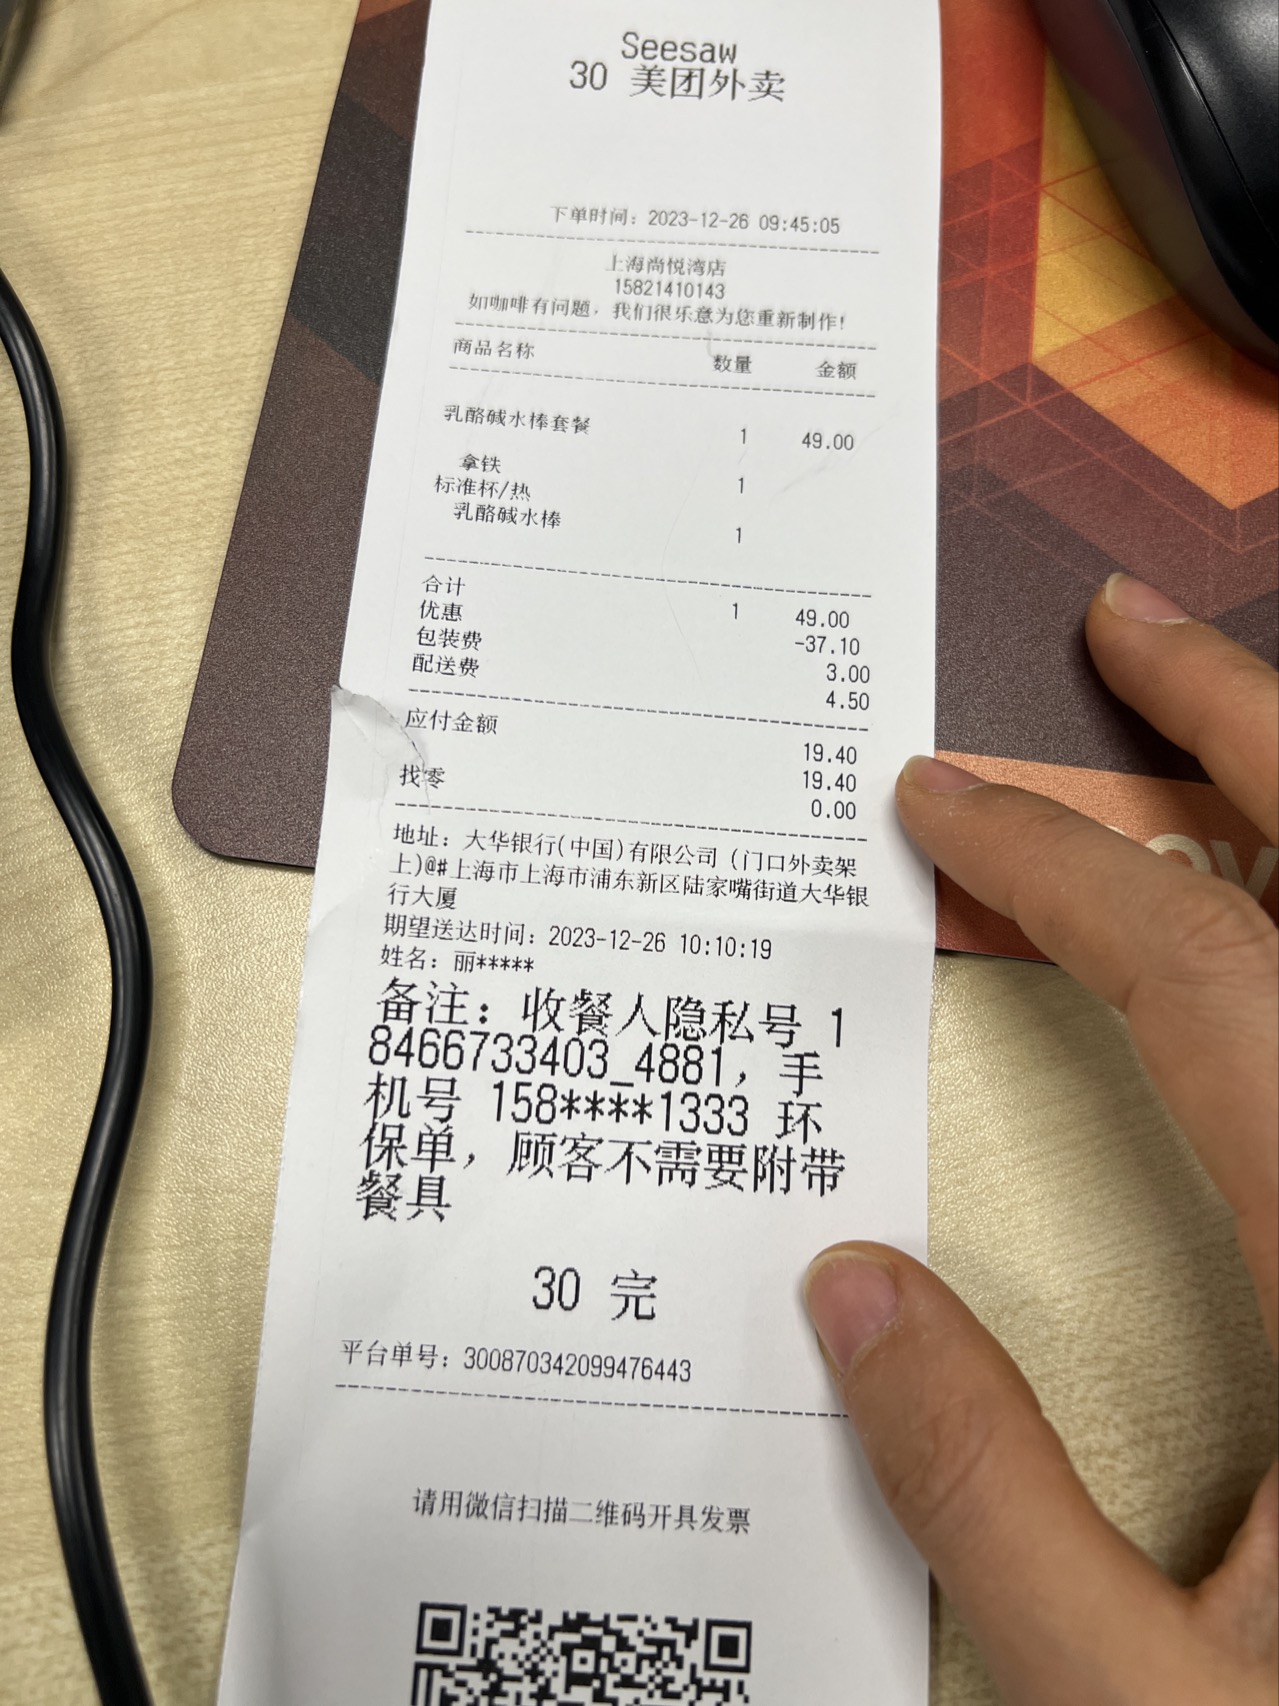 Seesaw
30 美团外卖
下单时间：2023-12-26 09:45:05
上海尚悦湾店
15821410143
如咖啡有问题，我们很乐意为您重新制作！
商品名称 数量 金额
乳酪碱水棒套餐 1 49.00
拿铁 1
标准杯/热
乳酪碱水棒 1
合计 1 49.00
优惠 -37.10
包装费 3.00
配送费 4.50
应付金额 19.40
19.40
找零 0.00
地址：大华银行(中国)有限公司（门口外卖架
上)@#上海市上海市浦东新区陆家嘴街道大华银
行大厦
期望送达时间：2023-12-26 10:10:19
姓名：丽*****
备注：收餐人隐私号 1
8466733403_4881，手
机号 158****1333 环
保单，顾客不需要附带
餐具
30 完
平台单号：300870342099476443
请用微信扫描二维码开具发票